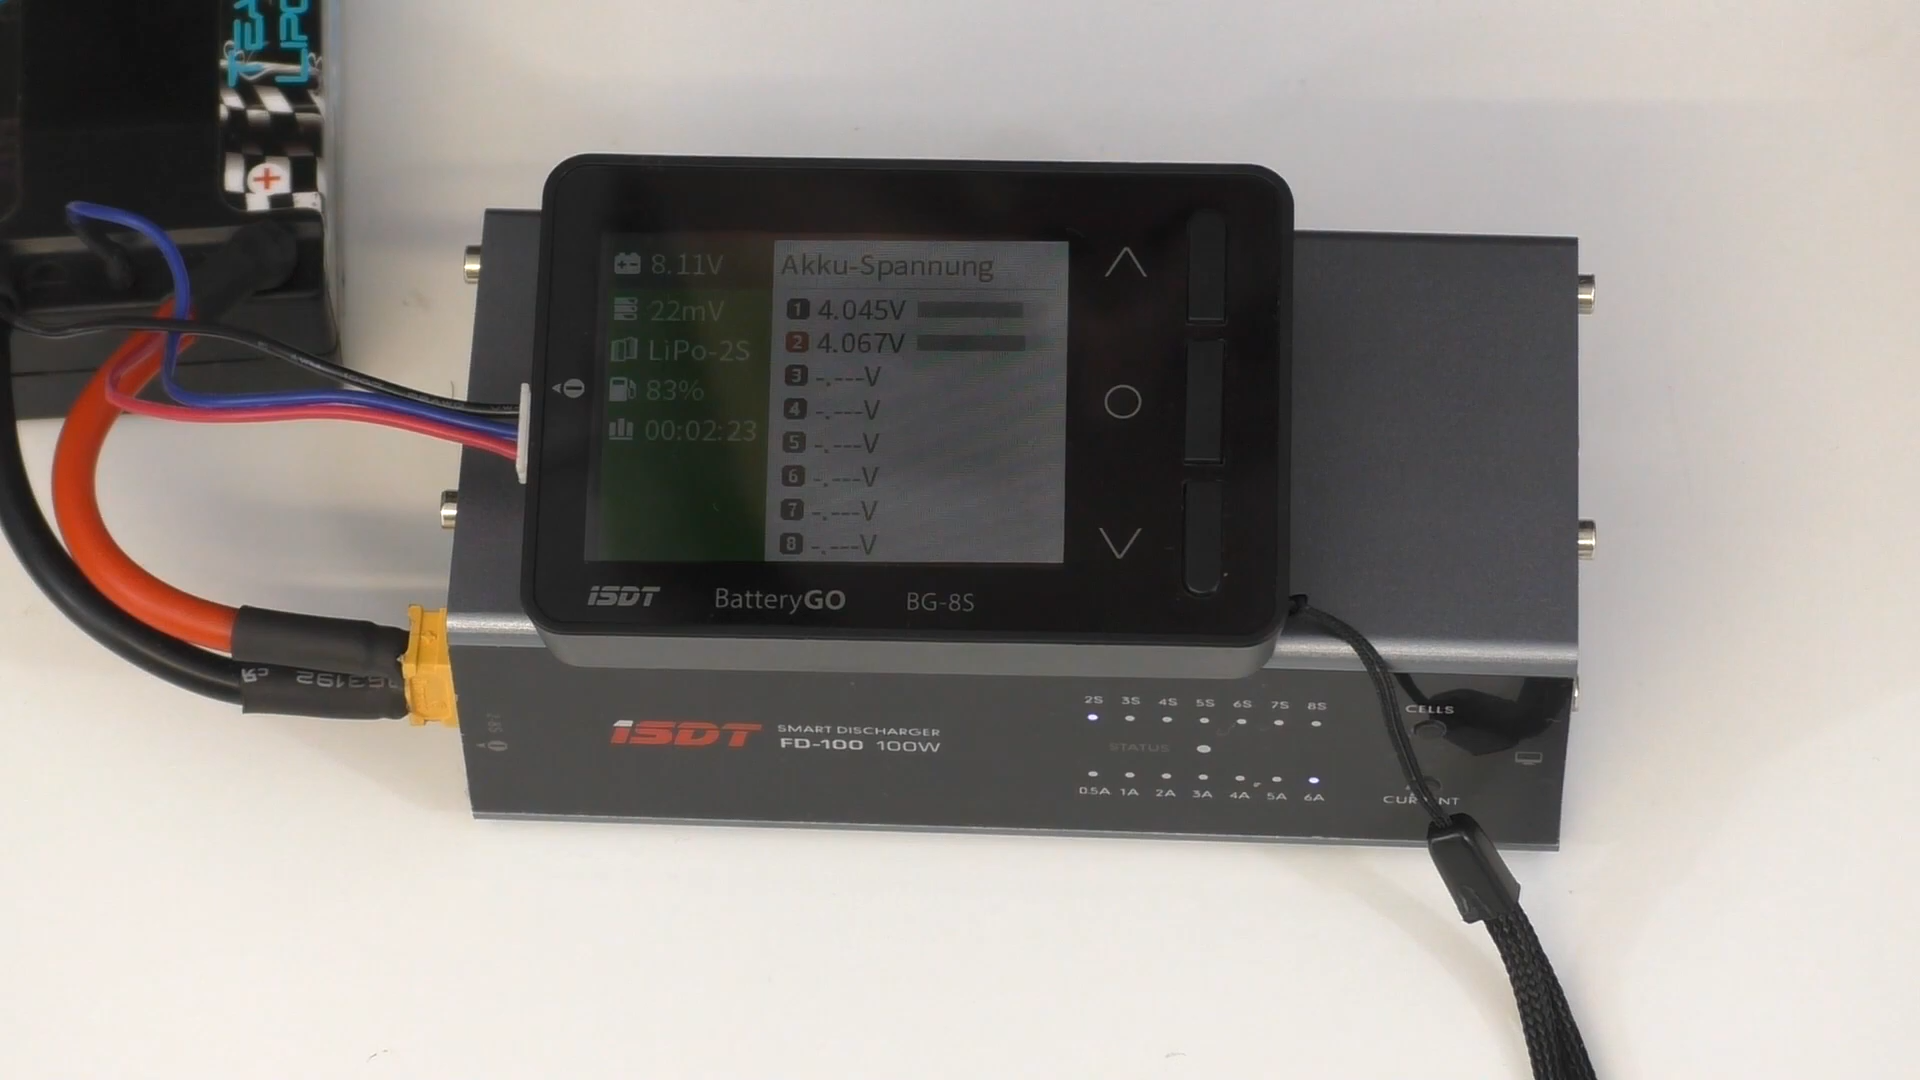 TEA
LIPO
8.11V
22mV
LiPo-2S
83%
00:02:23
Akku-Spannung
1 4.045V
2 4.067V
3 -.---V
4 -.---V
5 -.---V
6 -.---V
7 -.---V
8 -.---V
ISDT BatteryGO BG-8S
ISDT SMART DISCHARGER
FD-100 100W
2S 3S 4S 5S 6S 7S 8S
STATUS
0.5A 1A 2A 3A 4A 5A 6A
CELLS